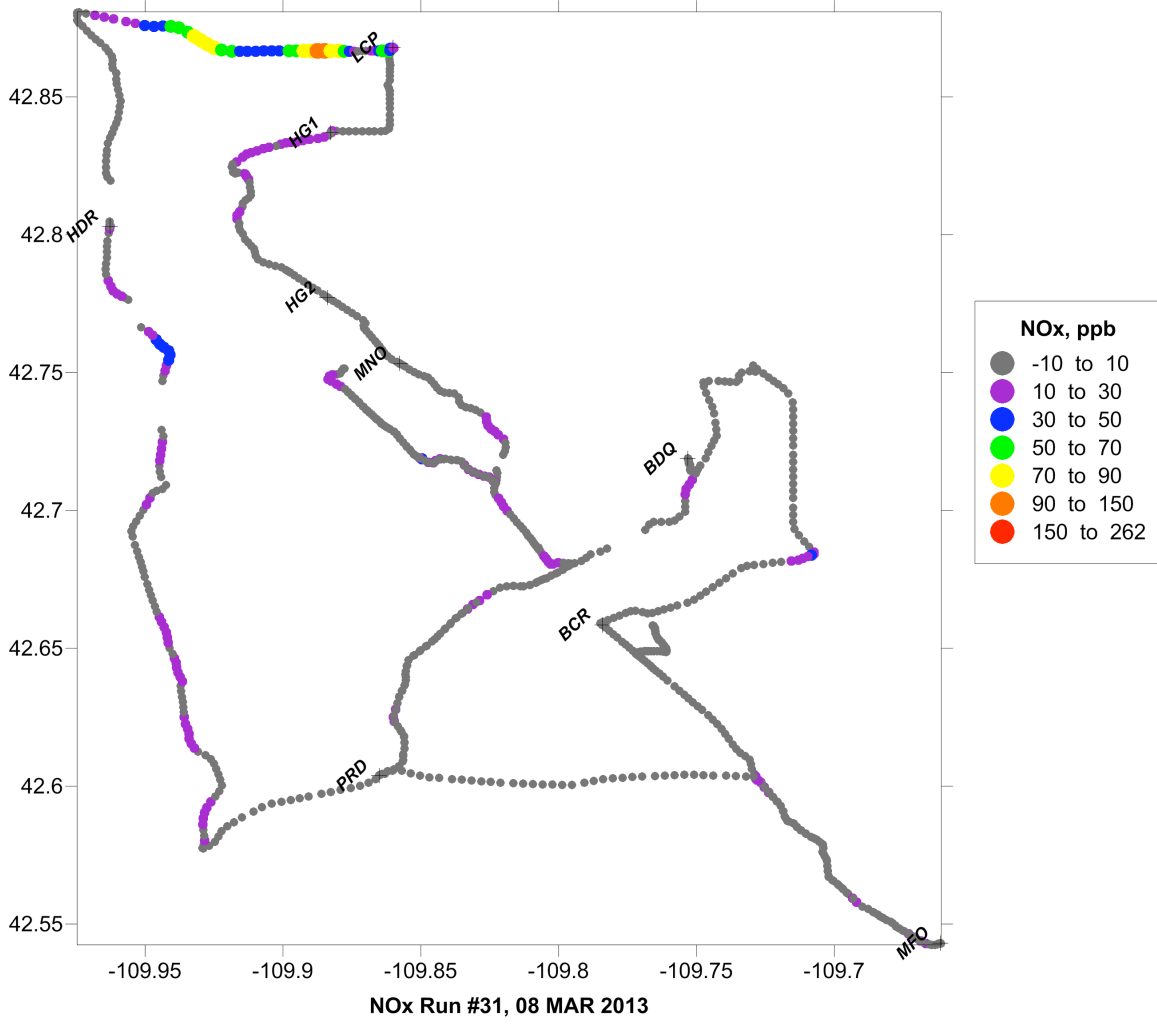 LCP
42.85
HG1
HDR
42.8
HG2
NOx, ppb
MNO
-10 to 10
42.75
10 to 30
30 to 50
BDQ
50 to 70
70 to 90
42.7
90 to 150
150 to 262
BCR
42.65
PRD
42.6
MFO
42.55
-109.95 -109.9 -109.85 -109.8 -109.75 -109.7
NOx Run #31, 08 MAR 2013